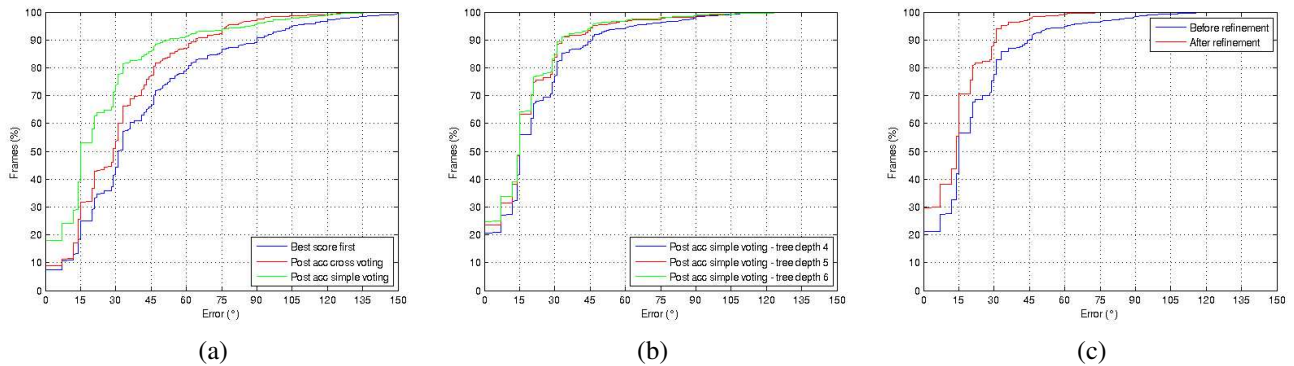 100
90
80
70
60
50
40
30
20
10
0
Frames (%)
0 15 30 45 60 75 90 105 120 135 150
Error (°)
Best score first
Post acc cross voting
Post acc simple voting
(a)
100
90
80
70
60
50
40
30
20
10
0
Frames (%)
0 15 30 45 60 75 90 105 120 135 150
Error (°)
Post acc simple voting - tree depth 4
Post acc simple voting - tree depth 5
Post acc simple voting - tree depth 6
(b)
100
90
80
70
60
50
40
30
20
10
0
Frames (%)
0 15 30 45 60 75 90 105 120 135 150
Error (°)
Before refinement
After refinement
(c)